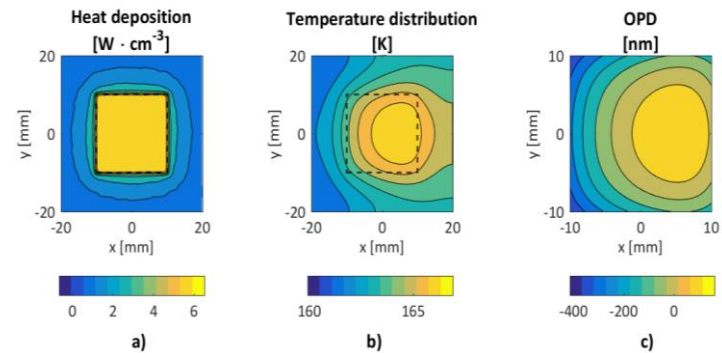 Heat deposition
[W · cm-3]
Temperature distribution
[K]
OPD
[nm]
20
0
-20
y [mm]
-20 0 20
x [mm]
0 2 4 6
a)
20
0
-20
y [mm]
-20 0 20
x [mm]
160 165
b)
10
0
-10
y [mm]
-10 0 10
x [mm]
-400 -200 0
c)